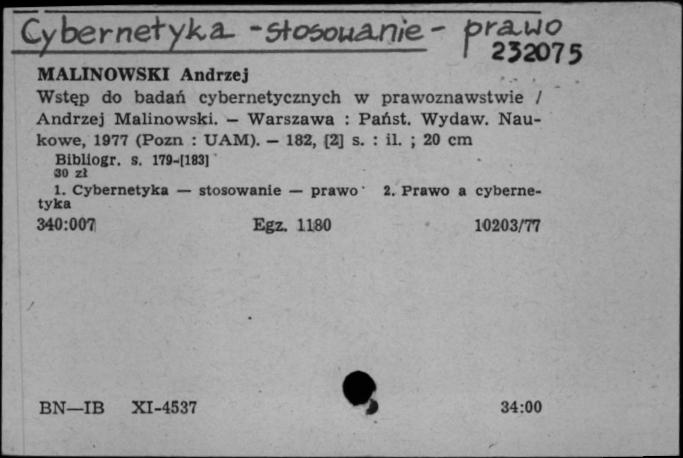 Cybernetyka - stosowanie - prawo
232075
MALINOWSKI Andrzej
Wstęp do badań cybernetycznych w prawoznawstwie /
Andrzej Malinowski. — Warszawa : Państ. Wydaw. Nau-
kowe, 1977 (Pozn : UAM). — 182, [2] s. : il. ; 20 cm
Bibliogr. s. 179-[183]
30 zł
1. Cybernetyka — stosowanie — prawo 2. Prawo a cyberne-
tyka
340:007 Egz. 1180 10203/77
BN—IB XI-4537 34:00